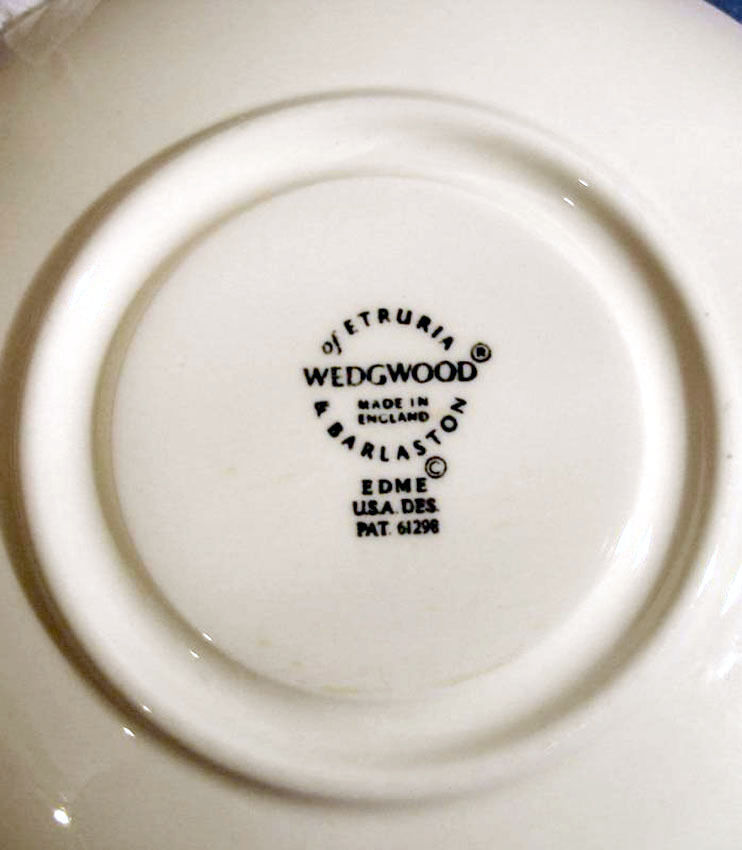 of ETRURIA
WEDGWOOD®
MADE IN
ENGLAND
& BARLASTON
©
EDME
U.S.A. DES.
PAT. 61298